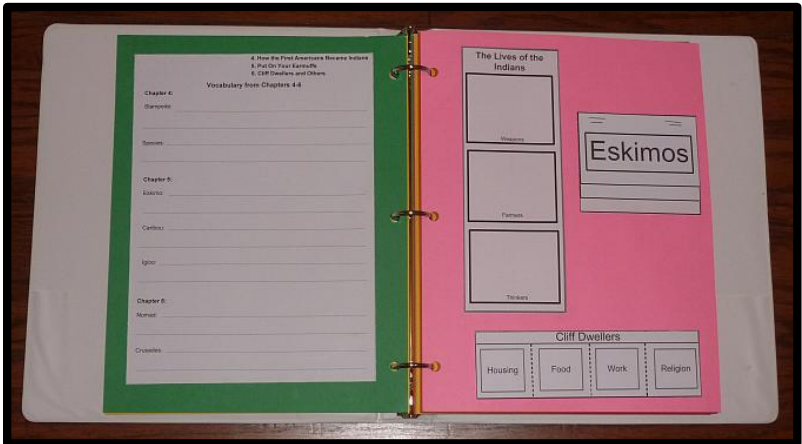 4. How the First Americans Became Indians
5. Put On Your Earmuffs
6. Cliff Dwellers and Others
Vocabulary from Chapters 4-6
Chapter 4:
Stampede:
Species:
Chapter 5:
Eskimo:
Caribou:
Igloo:
Chapter 6:
Nomad:
Crusades:
The Lives of the
Indians
Weapons
Farmers
Thinkers
Eskimos
Cliff Dwellers
Housing
Food
Work
Religion